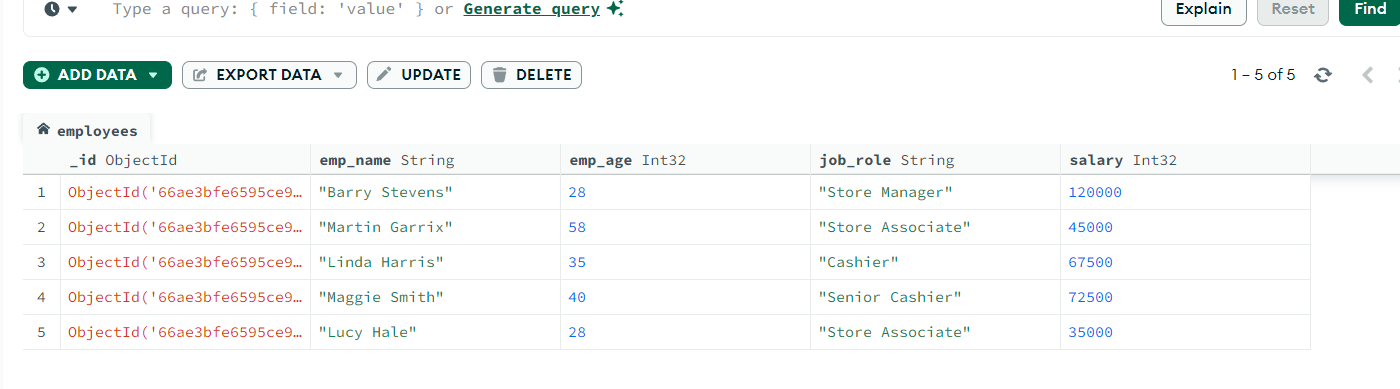 Type a query: { field: 'value' } or Generate query
Explain Reset Find
ADD DATA EXPORT DATA UPDATE DELETE 1 – 5 of 5
employees
_id ObjectId emp_name String emp_age Int32 job_role String salary Int32
1 ObjectId('66ae3bfe6595ce9… "Barry Stevens" 28 "Store Manager" 120000
2 ObjectId('66ae3bfe6595ce9… "Martin Garrix" 58 "Store Associate" 45000
3 ObjectId('66ae3bfe6595ce9… "Linda Harris" 35 "Cashier" 67500
4 ObjectId('66ae3bfe6595ce9… "Maggie Smith" 40 "Senior Cashier" 72500
5 ObjectId('66ae3bfe6595ce9… "Lucy Hale" 28 "Store Associate" 35000